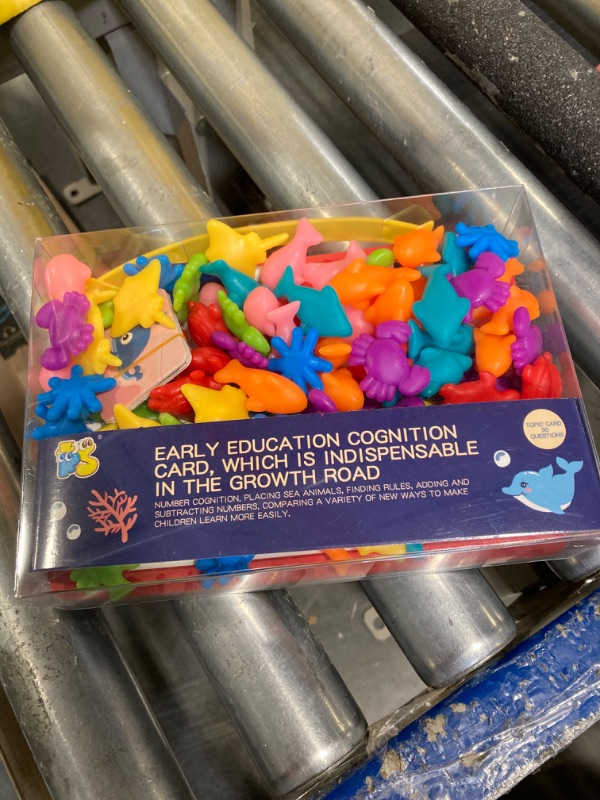 EARLY EDUCATION COGNITION
CARD, WHICH IS INDISPENSABLE
IN THE GROWTH ROAD
NUMBER COGNITION, PLACING SEA ANIMALS, FINDING RULES, ADDING AND
SUBTRACTING NUMBERS, COMPARING A VARIETY OF NEW WAYS TO MAKE
CHILDREN LEARN MORE EASILY.
TOPIC CARD
30
QUESTIONS